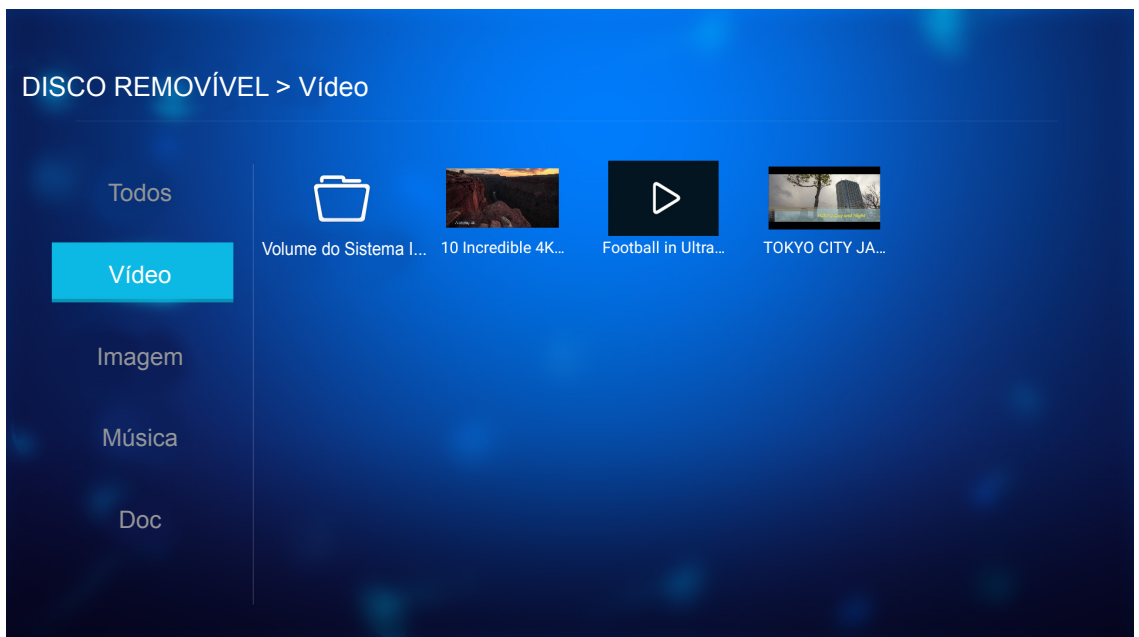 DISCO REMOVÍVEL > Vídeo
Todos
Vídeo
Imagem
Música
Doc
Volume do Sistema I...
10 Incredible 4K...
Football in Ultra...
TOKYO CITY JA...